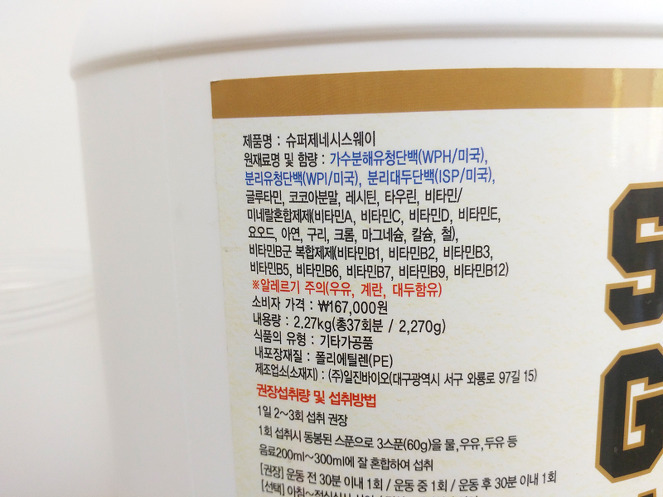 제품명 : 슈퍼제네시스웨이
원재료명 및 함량 : 가수분해유청단백(WPH/미국),
분리유청단백(WPI/미국), 분리대두단백(ISP/미국),
글루타민, 코코아분말, 레시틴, 타우린, 비타민/
미네랄혼합제제(비타민A, 비타민C, 비타민D, 비타민E,
요오드, 아연, 구리, 크롬, 마그네슘, 칼슘, 철),
비타민B군 복합제제(비타민B1, 비타민B2, 비타민B3,
비타민B5, 비타민B6, 비타민B7, 비타민B9, 비타민B12)
※알레르기 주의(우유, 계란, 대두함유)
소비자 가격 : ₩167,000원
내용량 : 2,27kg(총37회분 / 2,270g)
식품의 유형 : 기타가공품
내포장재질 : 폴리에틸렌(PE)
제조업소(소재지) : (주)일진바이오(대구광역시 서구 와룡로 97길 15)
권장섭취량 및 섭취방법
1일 2~3회 섭취 권장
1회 섭취시 동봉된 스푼으로 3스푼(60g)을 물,우유,두유 등
음료200ml~300ml에 잘 혼합하여 섭취
[권장] 운동 전 30분 이내 1회 / 운동 중 1회 / 운동 후 30분 이내 1회
[선택] 아침~점심식사
S
G